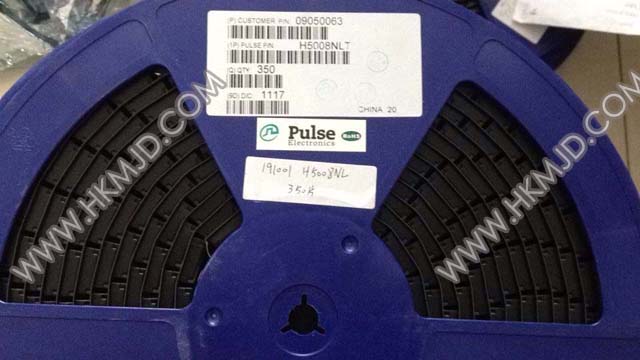 (P) CUSTOMER P/N: 09050063
(1P) PULSE P/N: H5008NLT
(Q) QTY: 350
(9D) D/C: 1117
CHINA 20
Pulse
Electronics
RoHS
191001 H5008NL
WWW.HKMJD.COM
WWW.HKMJD.COM